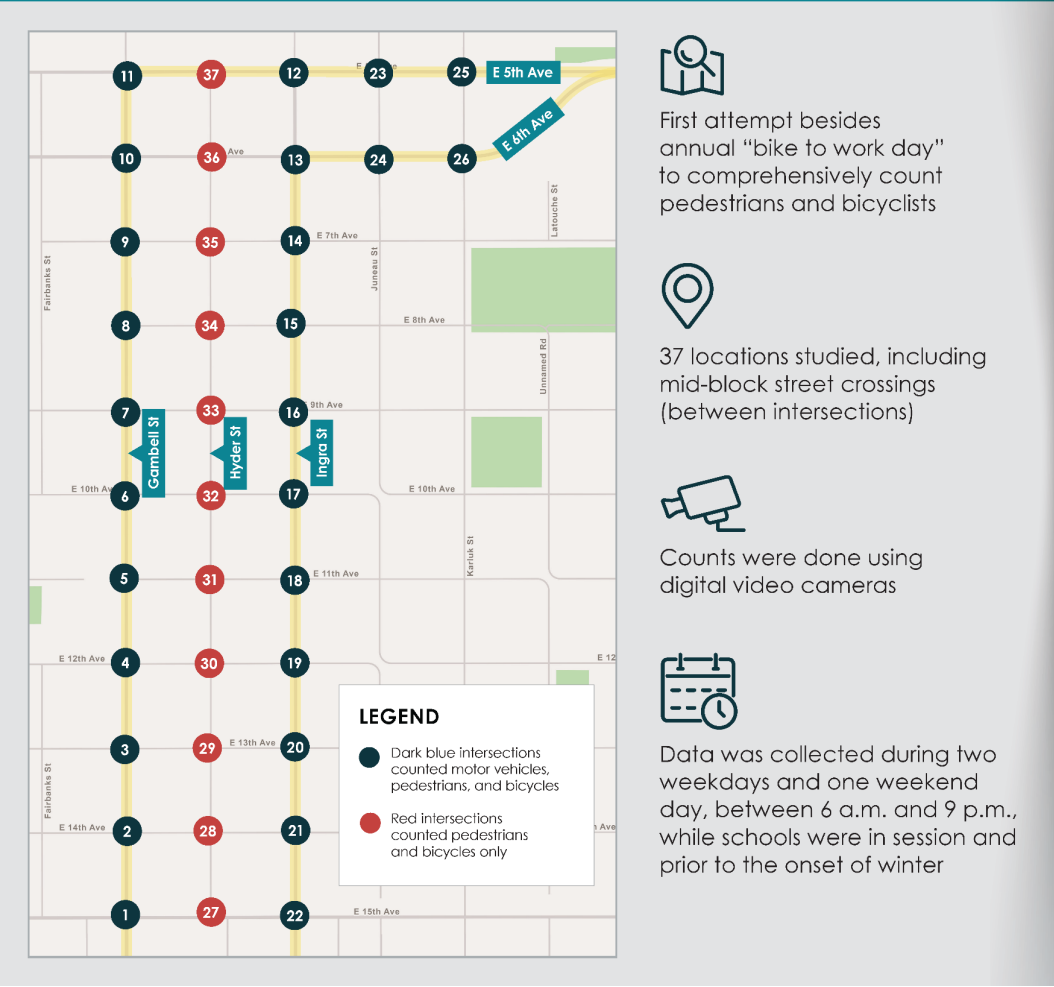 11
37
12
E
e
23
25
E 5th Ave
10
36
Ave
13
24
26
E 6th Ave
Latouche St
9
35
14
E 7th Ave
Juneau St
Fairbanks St
8
34
15
E 8th Ave
Unnamed Rd
7
33
16
9th Ave
Gambell St
Hyder St
Ingra St
E 10th Av
6
32
17
E 10th Ave
Karluk St
5
31
18
E 11th Ave
E 12th Ave
4
30
19
E 12
3
29
E 13th Ave
20
Fairbanks St
E 14th Ave
2
28
21
h Ave
1
27
22
E 15th Ave
LEGEND
Dark blue intersections
counted motor vehicles,
pedestrians, and bicycles
Red intersections
counted pedestrians
and bicycles only
First attempt besides
annual “bike to work day”
to comprehensively count
pedestrians and bicyclists
37 locations studied, including
mid-block street crossings
(between intersections)
Counts were done using
digital video cameras
Data was collected during two
weekdays and one weekend
day, between 6 a.m. and 9 p.m.,
while schools were in session and
prior to the onset of winter